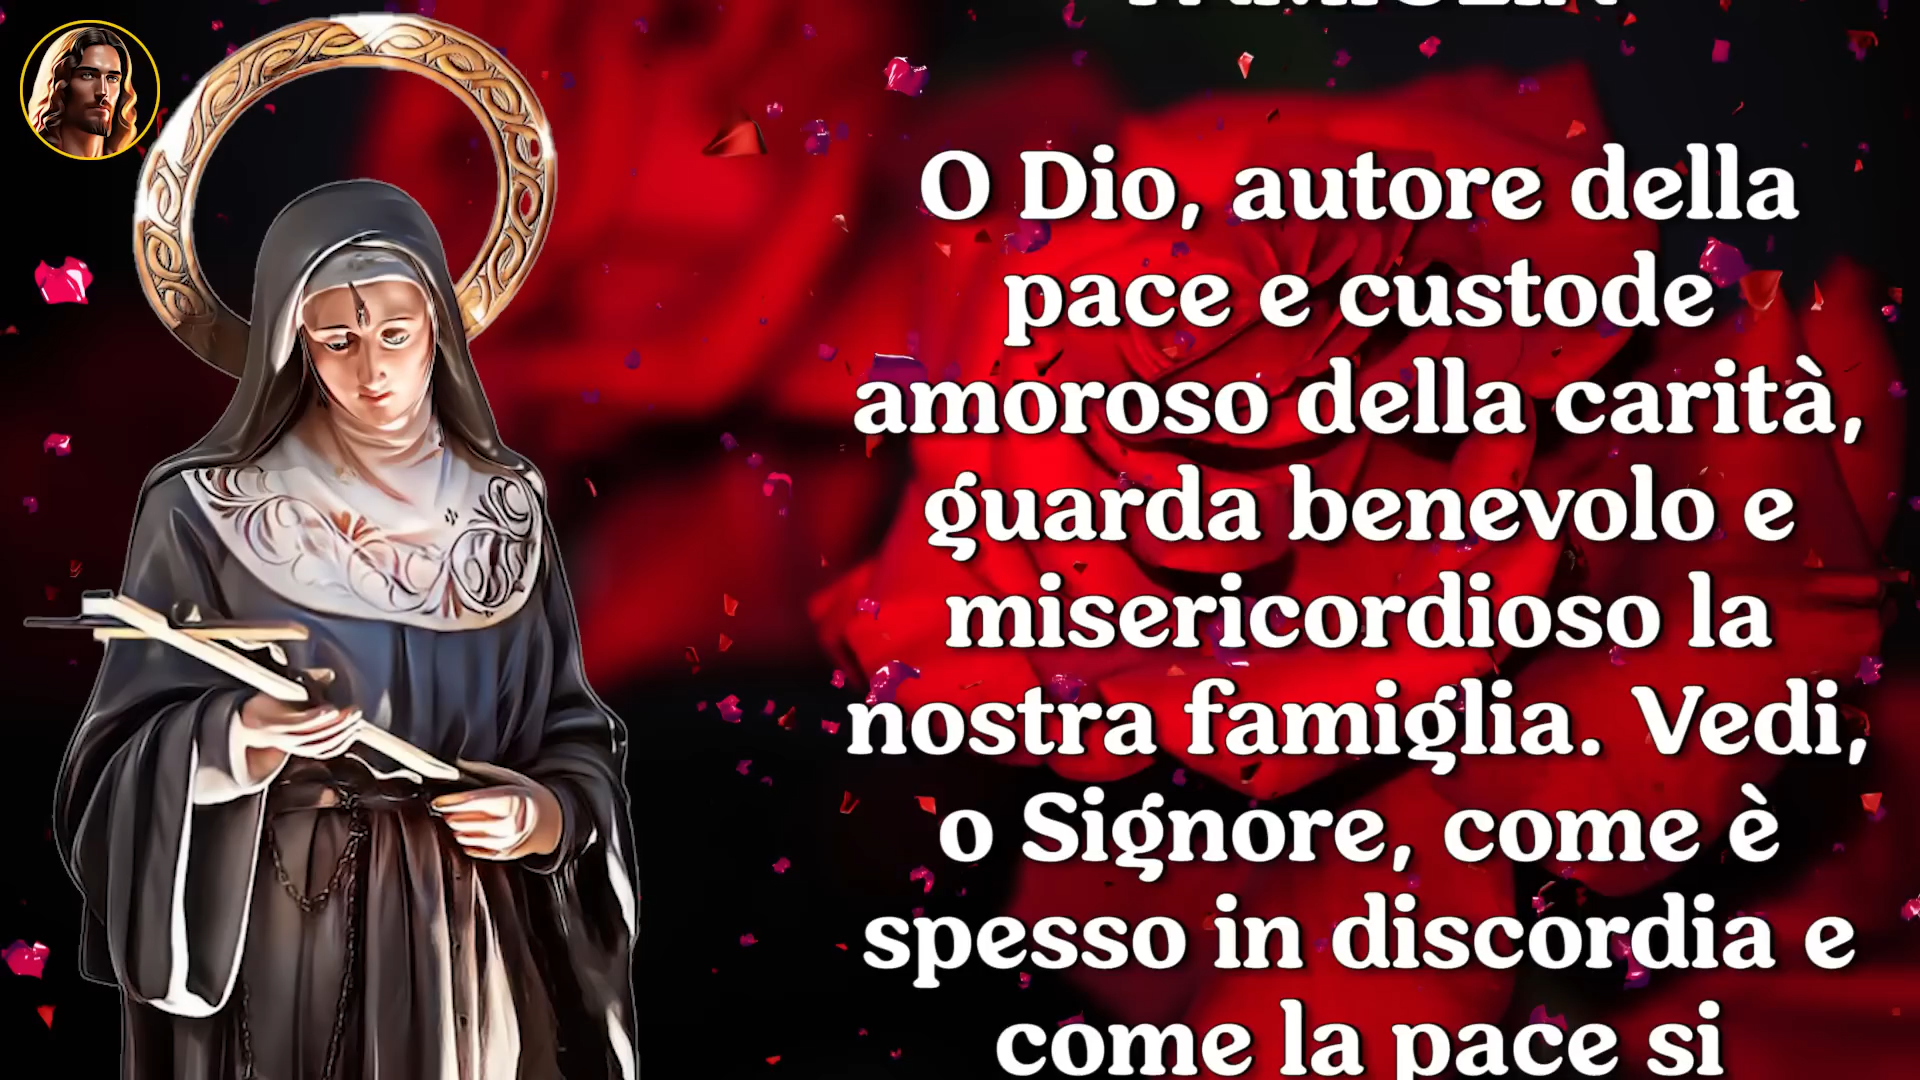 O Dio, autore della
pace e custode
amoroso della carità,
guarda benevolo e
misericordioso la
nostra famiglia. Vedi,
o Signore, come è
spesso in discordia e
come la pace si